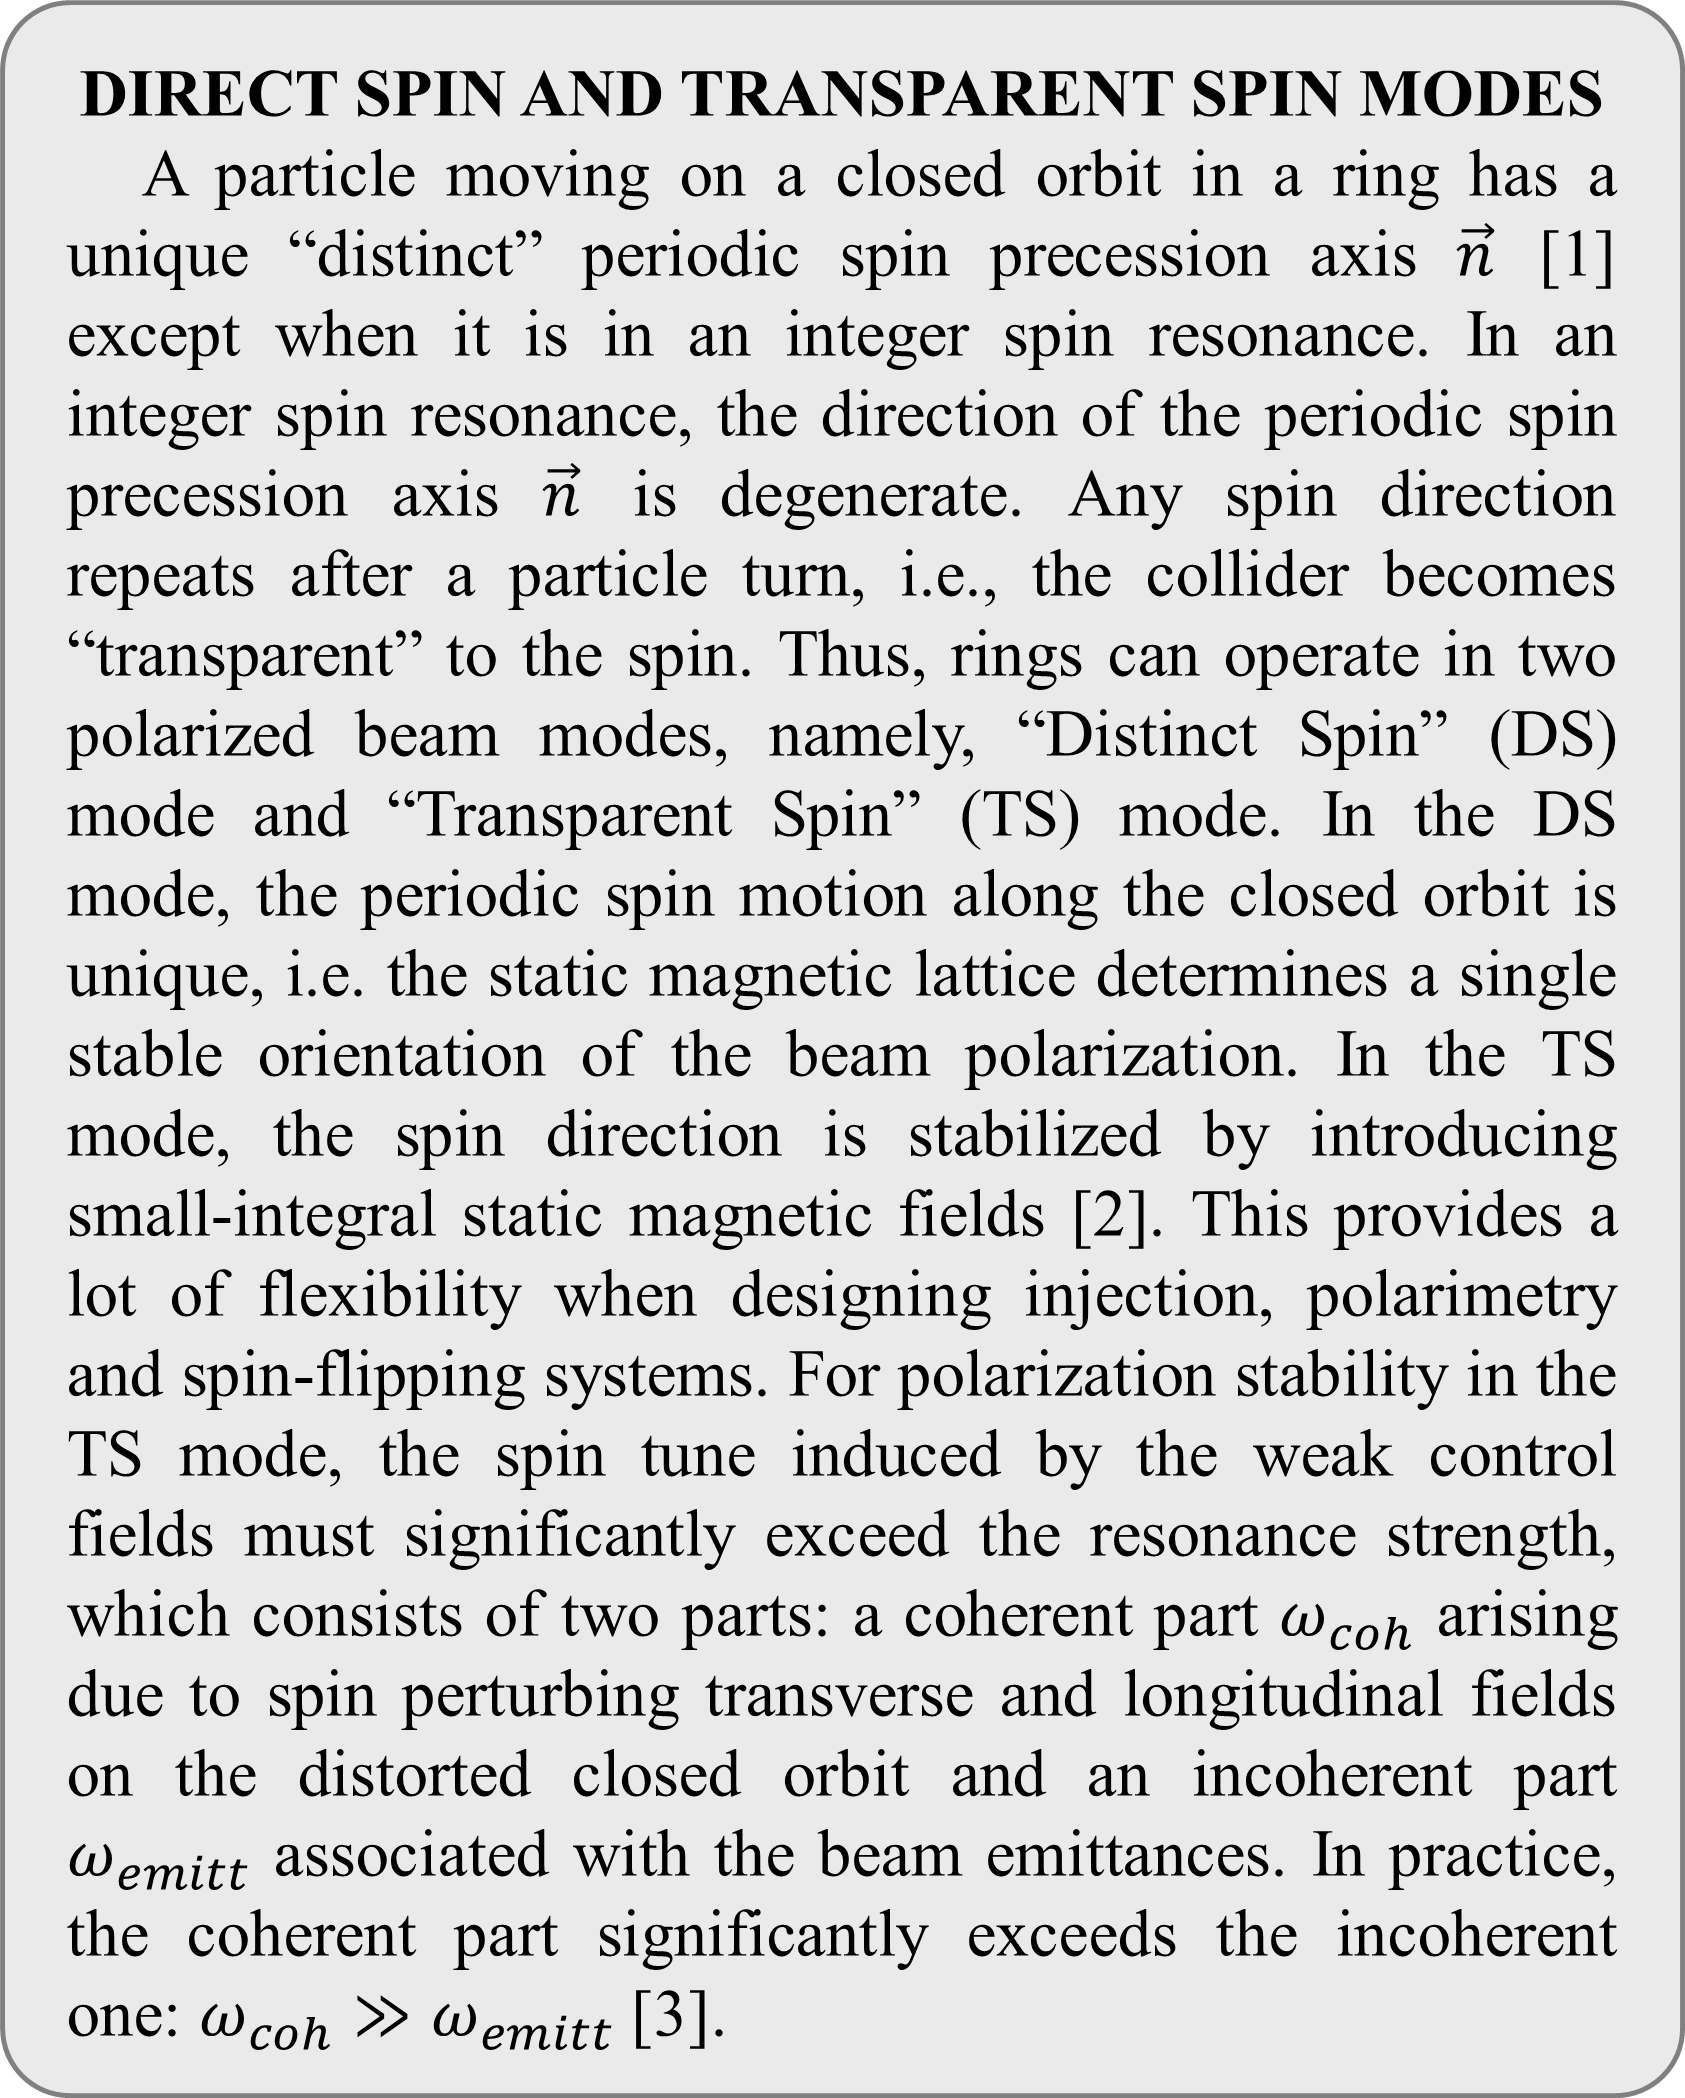 DIRECT SPIN AND TRANSPARENT SPIN MODES
A particle moving on a closed orbit in a ring has a
unique “distinct” periodic spin precession axis n⃗ [1]
except when it is in an integer spin resonance. In an
integer spin resonance, the direction of the periodic spin
precession axis n⃗ is degenerate. Any spin direction
repeats after a particle turn, i.e., the collider becomes
“transparent” to the spin. Thus, rings can operate in two
polarized beam modes, namely, “Distinct Spin” (DS)
mode and “Transparent Spin” (TS) mode. In the DS
mode, the periodic spin motion along the closed orbit is
unique, i.e. the static magnetic lattice determines a single
stable orientation of the beam polarization. In the TS
mode, the spin direction is stabilized by introducing
small-integral static magnetic fields [2]. This provides a
lot of flexibility when designing injection, polarimetry
and spin-flipping systems. For polarization stability in the
TS mode, the spin tune induced by the weak control
fields must significantly exceed the resonance strength,
which consists of two parts: a coherent part ω_coh arising
due to spin perturbing transverse and longitudinal fields
on the distorted closed orbit and an incoherent part
ω_emitt associated with the beam emittances. In practice,
the coherent part significantly exceeds the incoherent
one: ω_coh ≫ ω_emitt [3].